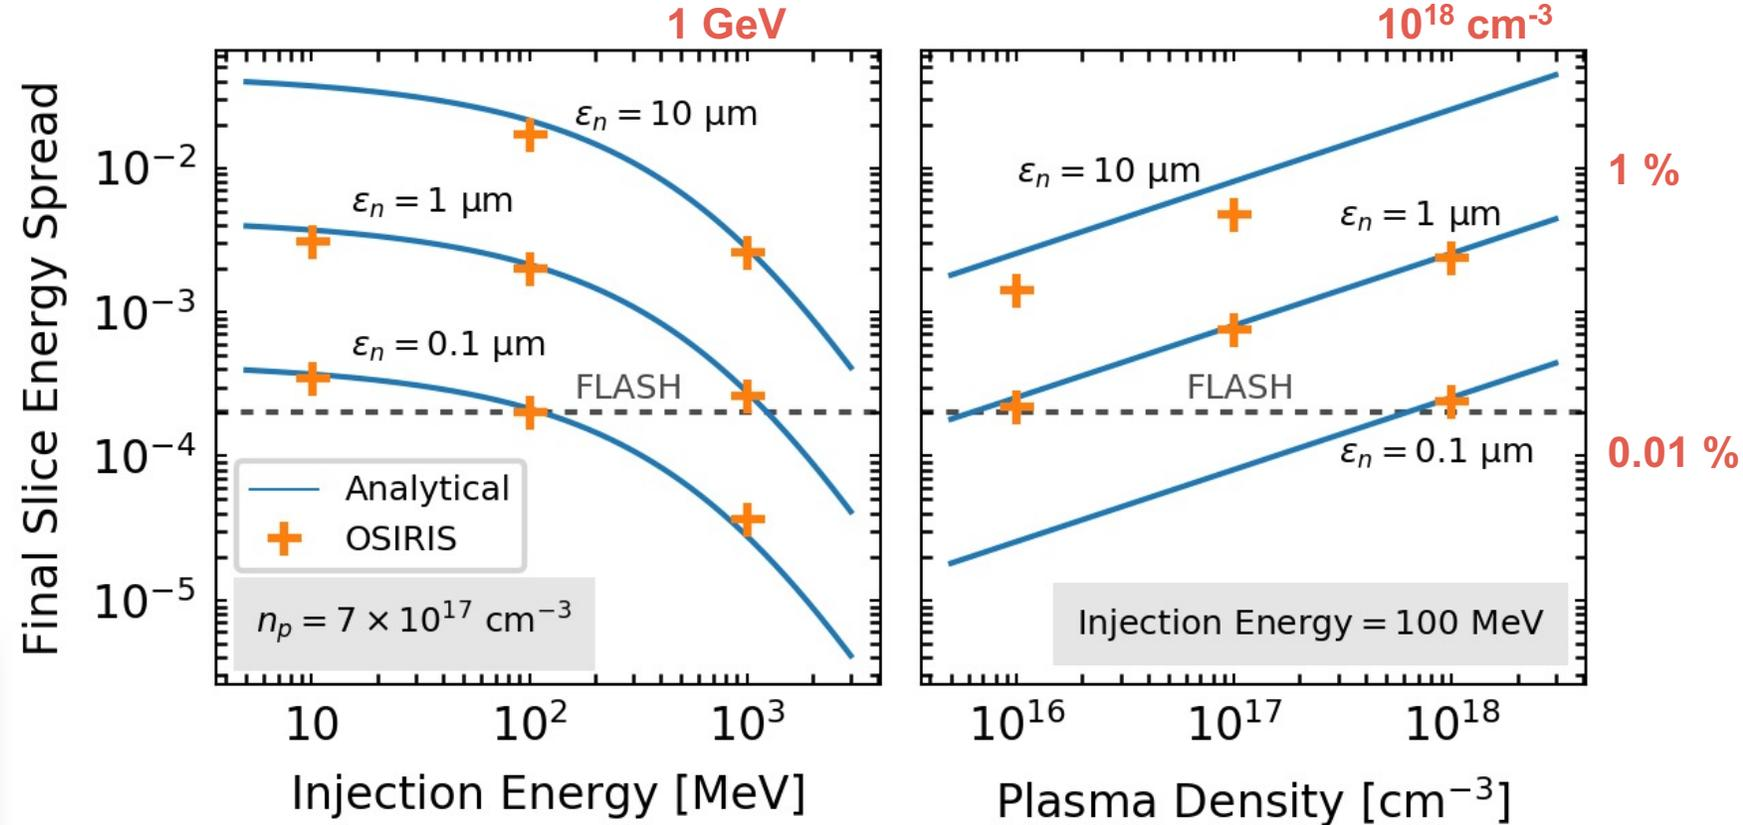 1 GeV
10¹⁸ cm⁻³
Final Slice Energy Spread
10⁻²
10⁻³
10⁻⁴
10⁻⁵
εₙ = 10 μm
εₙ = 1 μm
εₙ = 0.1 μm
FLASH
Analytical
OSIRIS
nₚ = 7 × 10¹⁷ cm⁻³
10
10²
10³
Injection Energy [MeV]
εₙ = 10 μm
εₙ = 1 μm
FLASH
εₙ = 0.1 μm
Injection Energy = 100 MeV
10¹⁶
10¹⁷
10¹⁸
Plasma Density [cm⁻³]
1 %
0.01 %